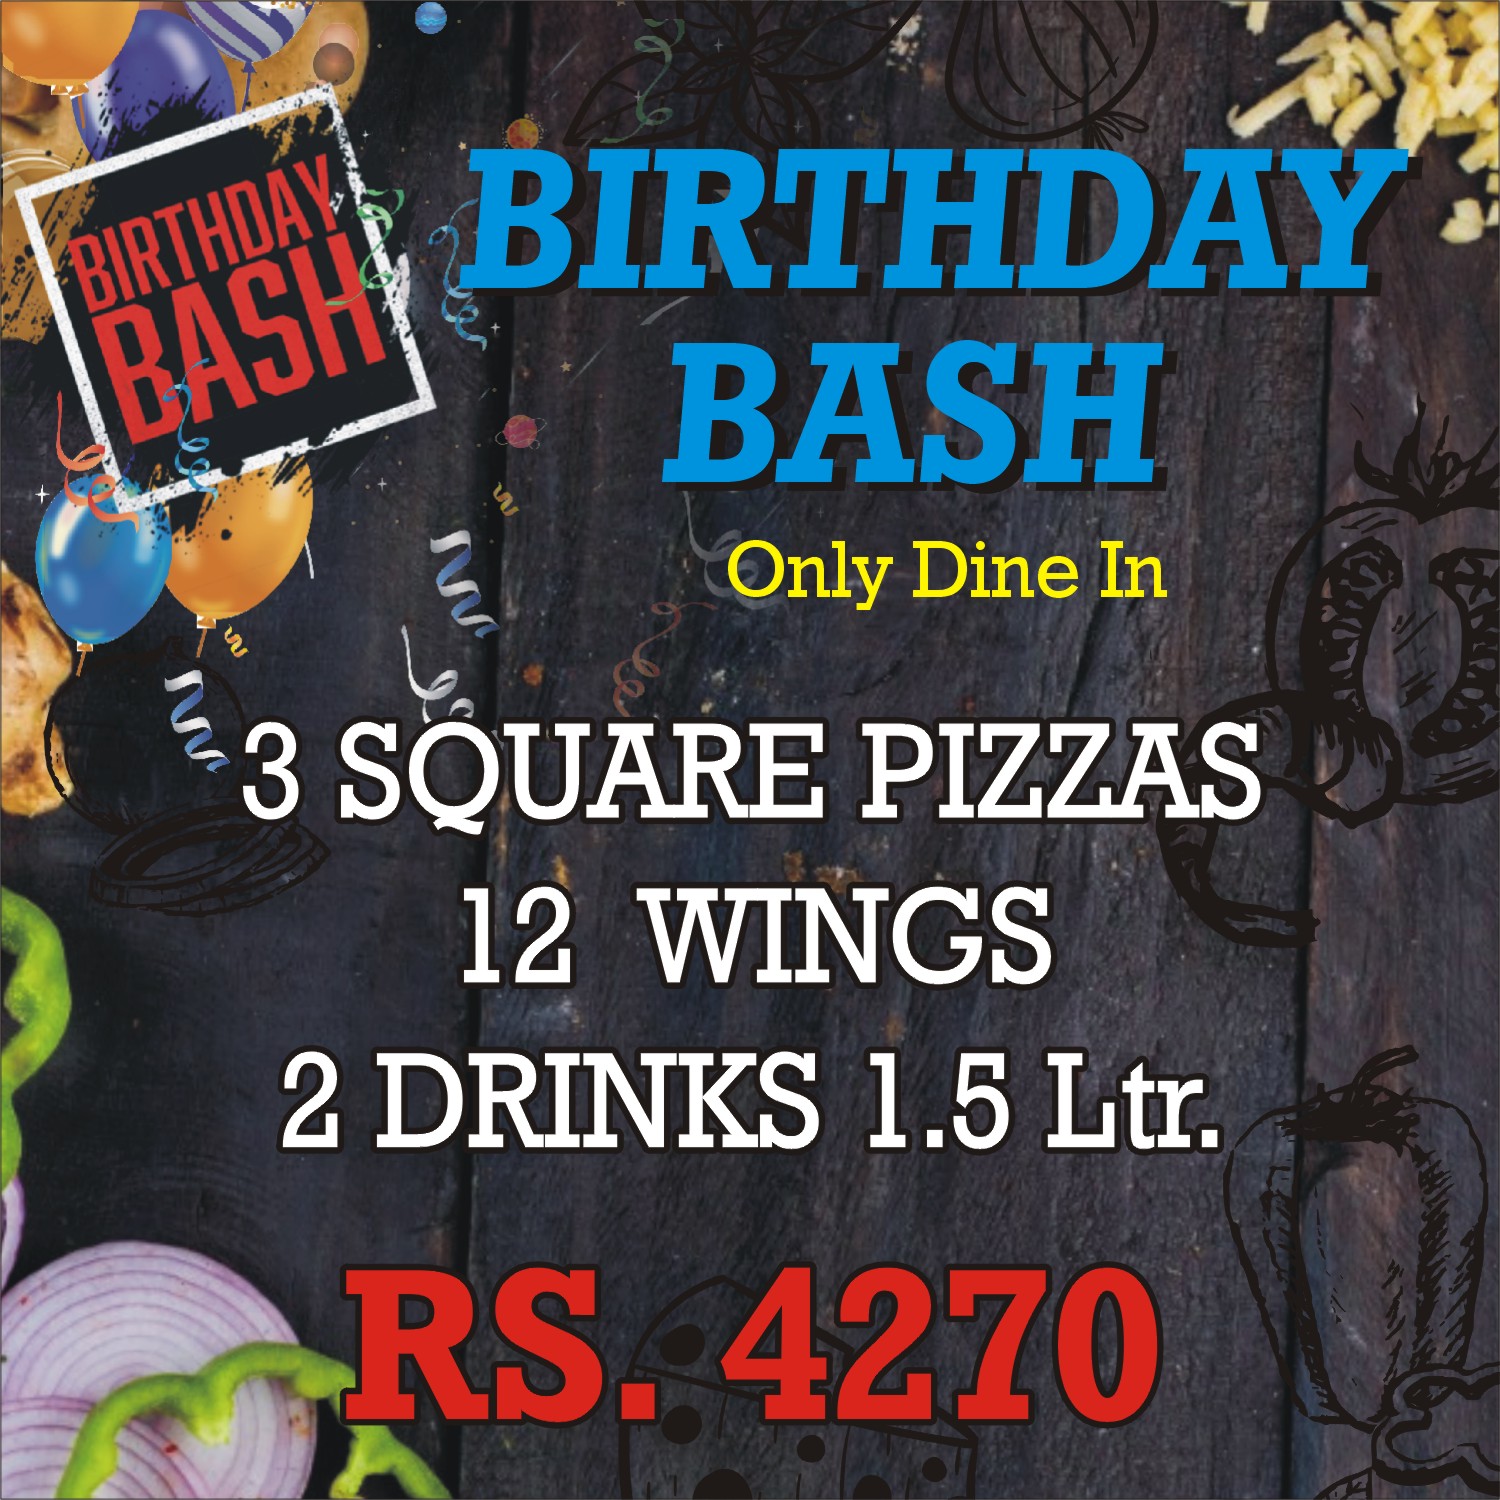 BIRTHDAY
BASH
BIRTHDAY
BASH
Only Dine In
3 SQUARE PIZZAS
12 WINGS
2 DRINKS 1.5 Ltr.
RS. 4270